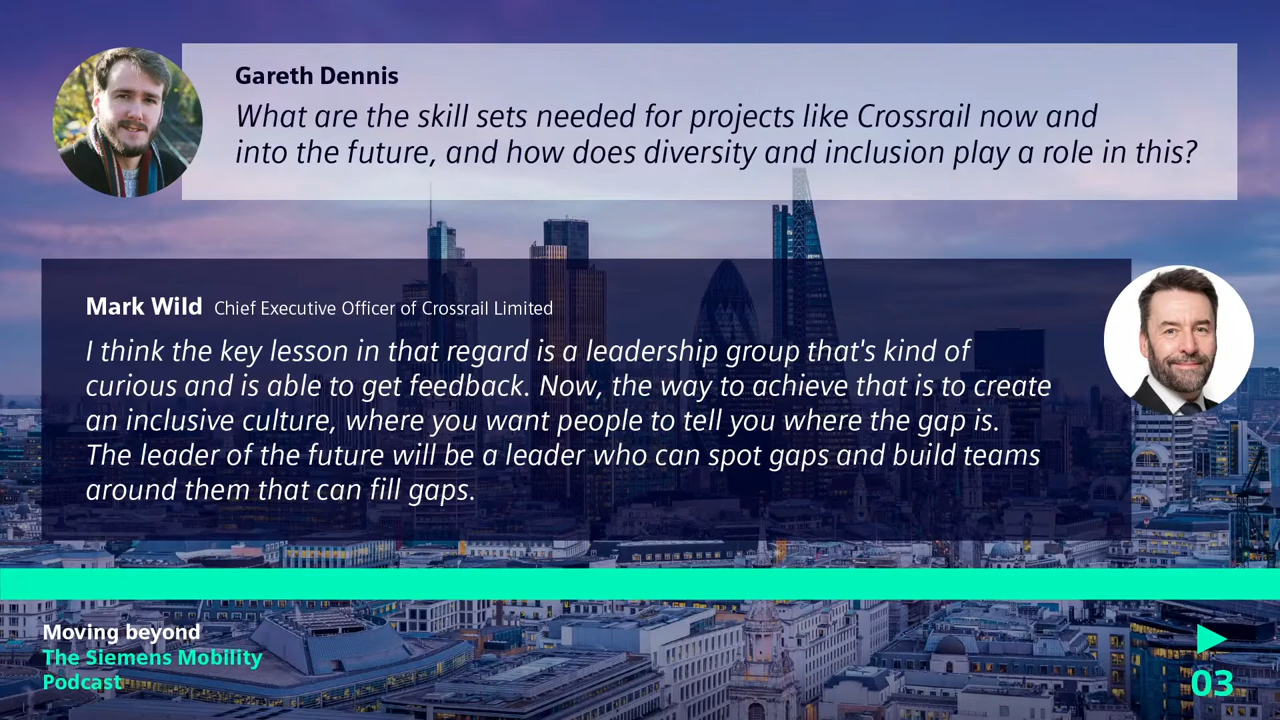 Gareth Dennis
What are the skill sets needed for projects like Crossrail now and
into the future, and how does diversity and inclusion play a role in this?
Mark Wild Chief Executive Officer of Crossrail Limited
I think the key lesson in that regard is a leadership group that's kind of
curious and is able to get feedback. Now, the way to achieve that is to create
an inclusive culture, where you want people to tell you where the gap is.
The leader of the future will be a leader who can spot gaps and build teams
around them that can fill gaps.
Moving beyond
The Siemens Mobility
Podcast
03